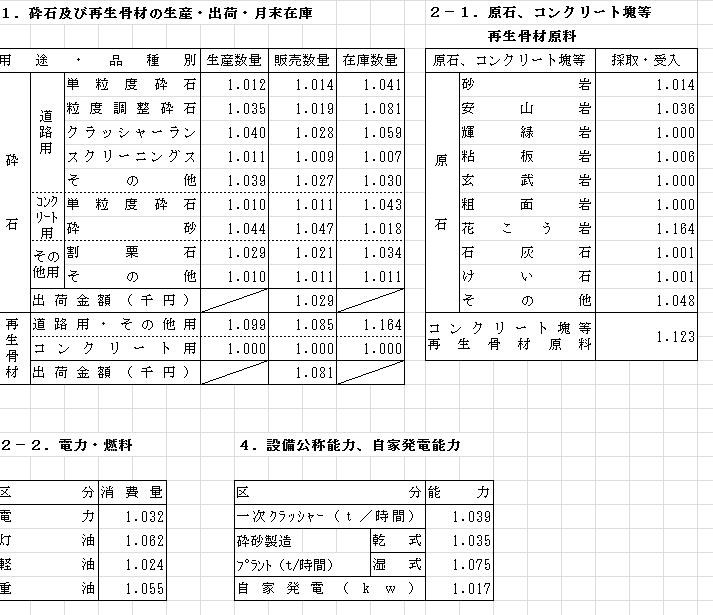 １．砕石及び再生骨材の生産・出荷・月末在庫
用途・品種別 生産数量 販売数量 在庫数量
砕石 道路用 単粒度砕石 1.012 1.014 1.041
粒度調整砕石 1.035 1.019 1.081
クラッシャーラン 1.040 1.028 1.059
スクリーニングス 1.011 1.009 1.007
その他 1.039 1.027 1.030
ｺﾝｸﾘｰﾄ用 単粒度砕石 1.010 1.011 1.043
砕砂 1.044 1.047 1.018
その他用 割栗石 1.029 1.021 1.034
その他 1.010 1.011 1.011
出荷金額（千円） 1.029
再生骨材 道路用・その他用 1.099 1.085 1.164
コンクリート用 1.000 1.000 1.000
出荷金額（千円） 1.081
２－１．原石、コンクリート塊等
再生骨材原料
原石、コンクリート塊等 採取・受入
原石 砂岩 1.014
安山岩 1.036
輝緑岩 1.000
粘板岩 1.006
玄武岩 1.000
粗面岩 1.000
花こう岩 1.164
石灰石 1.001
けい石 1.001
その他 1.048
コンクリート塊等
再生骨材原料 1.123
２－２．電力・燃料
区分 消費量
電力 1.032
灯油 1.062
軽油 1.024
重油 1.055
４．設備公称能力、自家発電能力
区分 能力
一次ｸﾗｯｼｬｰ（ｔ／時間） 1.039
砕砂製造 乾式 1.035
ﾌﾟﾗﾝﾄ（t/時間） 湿式 1.075
自家発電（ｋｗ） 1.017